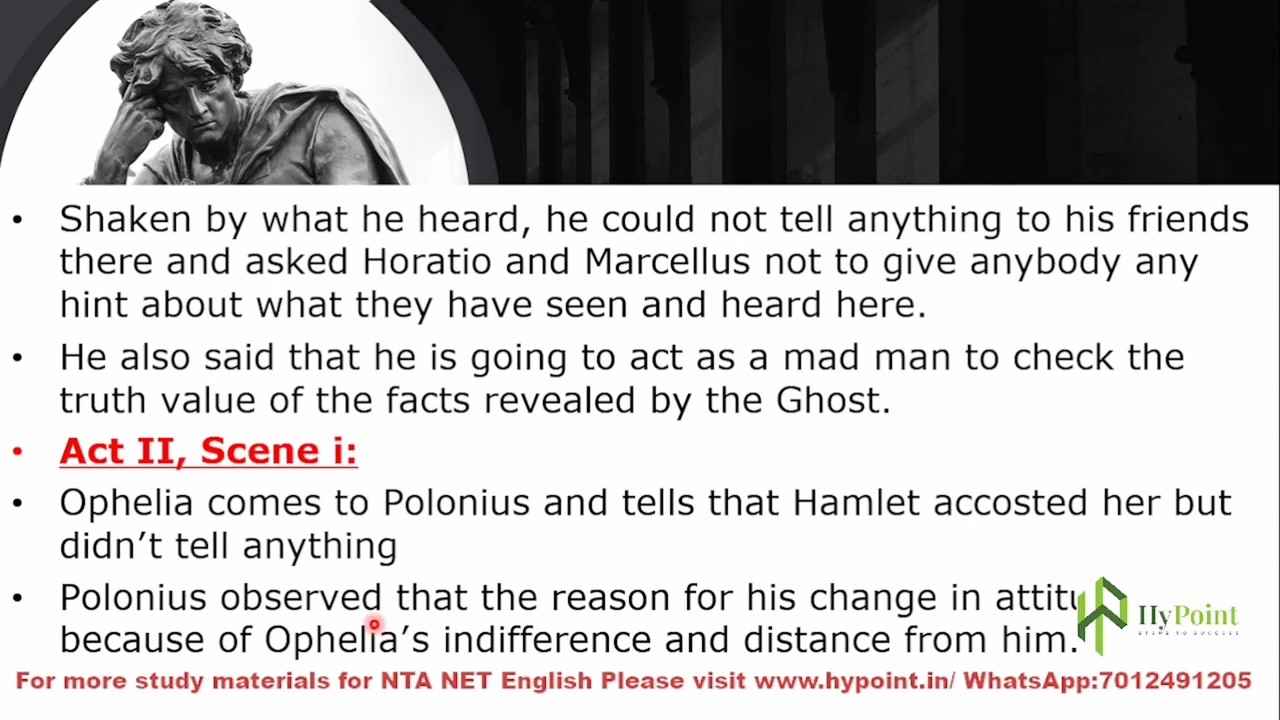 • Shaken by what he heard, he could not tell anything to his friends
there and asked Horatio and Marcellus not to give anybody any
hint about what they have seen and heard here.
• He also said that he is going to act as a mad man to check the
truth value of the facts revealed by the Ghost.
• Act II, Scene i:
• Ophelia comes to Polonius and tells that Hamlet accosted her but
didn’t tell anything
• Polonius observed that the reason for his change in attitu
because of Ophelia’s indifference and distance from him.
HyPoint
STEPS TO SUCCESS
For more study materials for NTA NET English Please visit www.hypoint.in/ WhatsApp:7012491205